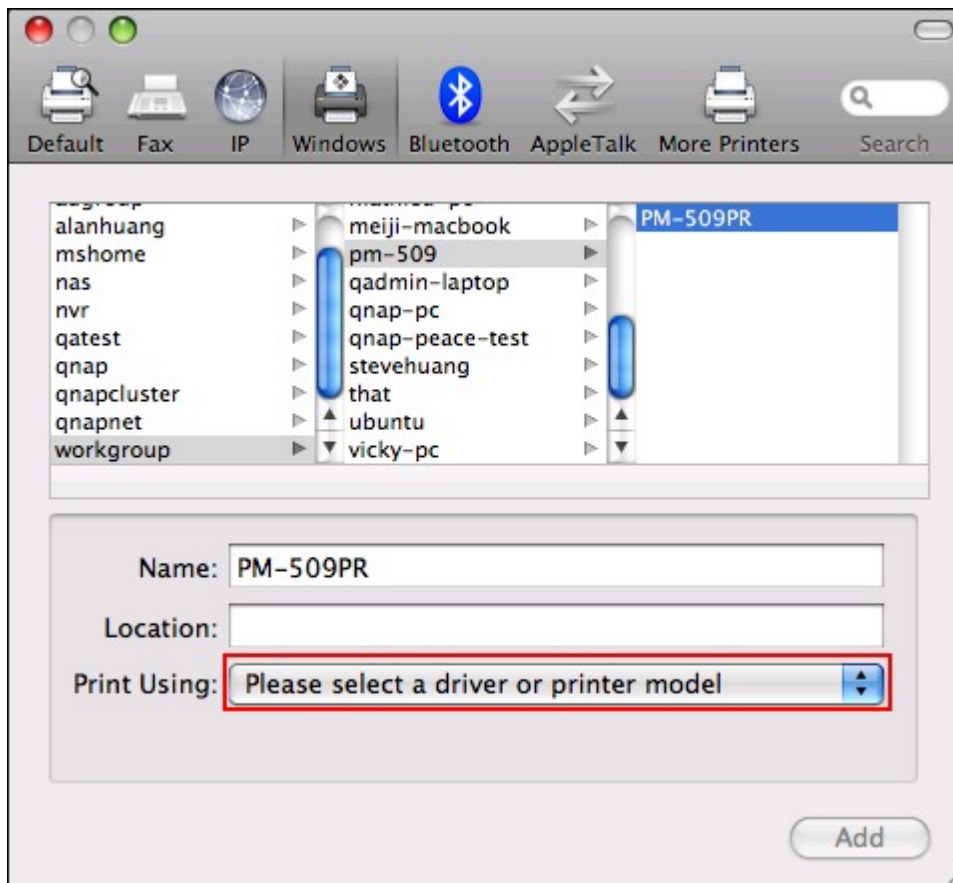 Default Fax IP Windows Bluetooth AppleTalk More Printers Search
PM-509PR
alanhuang meiji-macbook
mshome pm-509
nas qadmin-laptop
nvr qnap-pc
qatest qnap-peace-test
qnap stevehuang
qnapcluster that
qnapnet ubuntu
workgroup vicky-pc
Name: PM-509PR
Location:
Print Using: Please select a driver or printer model
Add